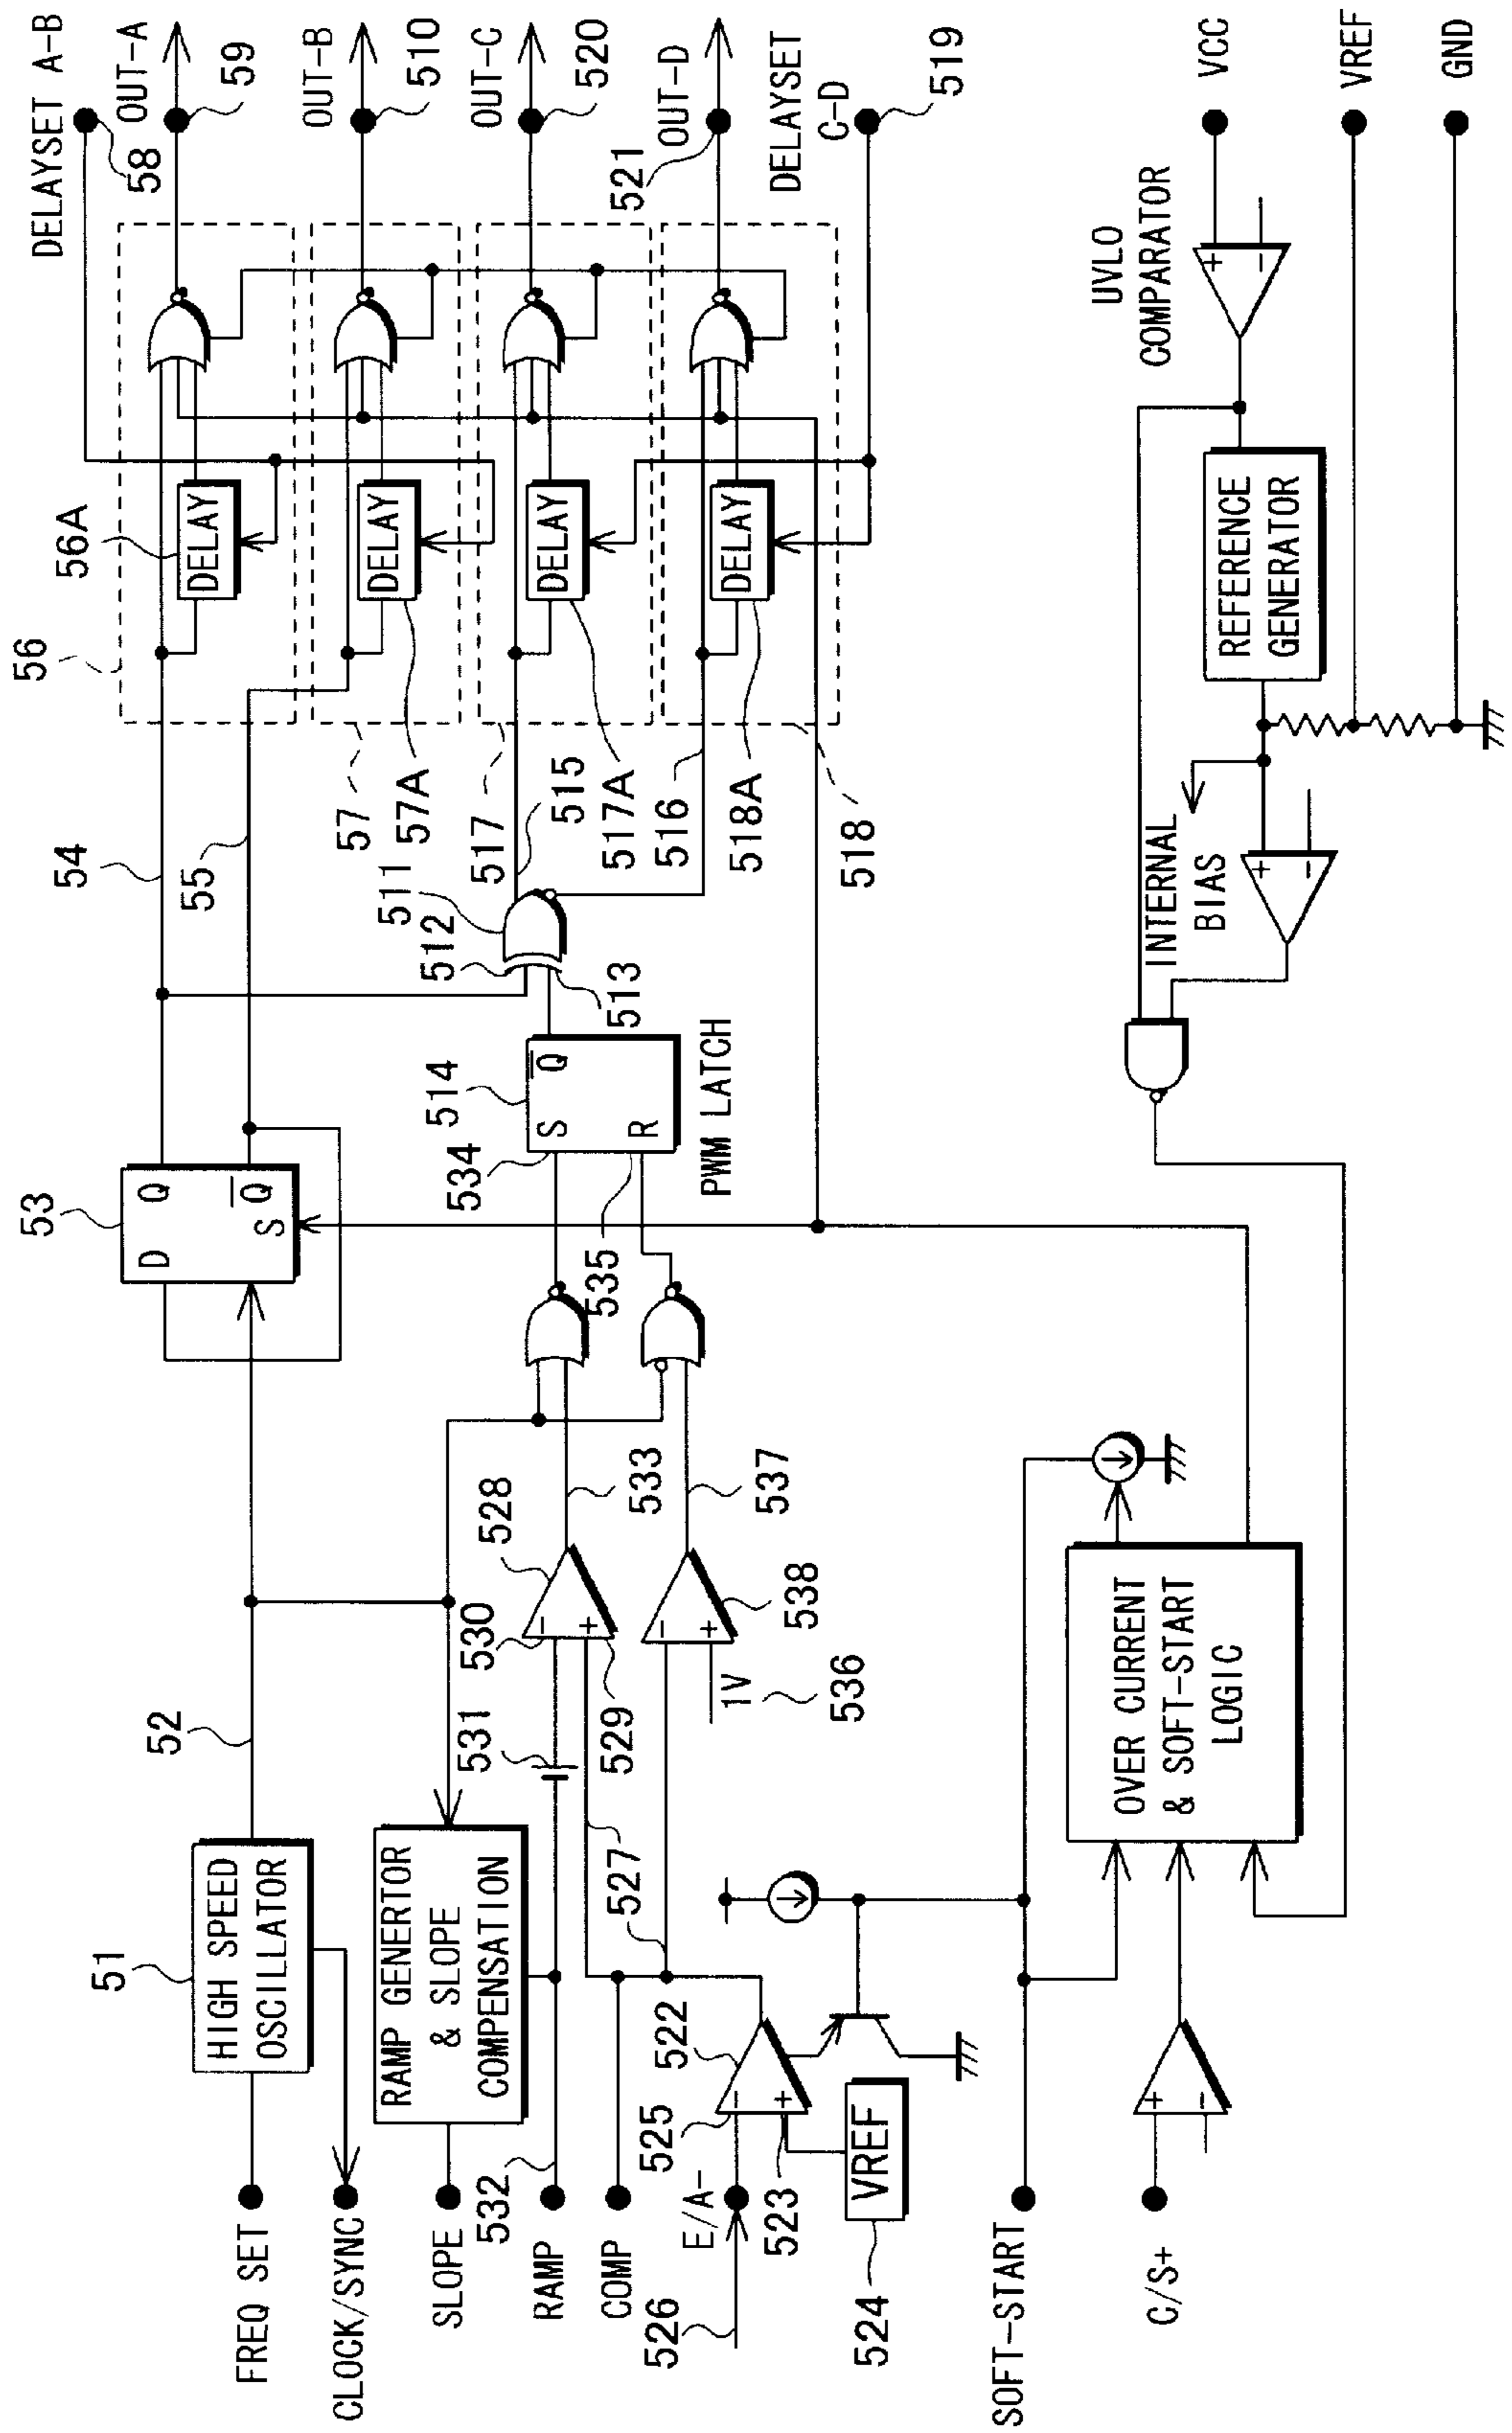 DELAYSET A-B
OUT-A
59
58
OUT-B
510
OUT-C
520
OUT-D
521
DELAYSET
C-D
519
VCC
VREF
GND
56
56A
DELAY
DELAY
DELAY
DELAY
57
57A
517
517A
518A
518
54
55
515
516
511
512
513
514
Q
S
R
PWM LATCH
534
535
53
D
Q
Q
S
UVLO
COMPARATOR
+
-
REFERENCE
GENERATOR
INTERNAL
BIAS
+
-
52
51
HIGH SPEED
OSCILLATOR
FREQ SET
CLOCK/SYNC
RAMP GENERTOR
& SLOPE
COMPENSATION
SLOPE
532
RAMP
COMP
528
530
-
+
529
531
533
537
538
-
+
1V
536
527
522
525
-
+
523
E/A-
526
VREF
524
SOFT-START
C/S+
+
-
OVER CURRENT
& SOFT-START
LOGIC